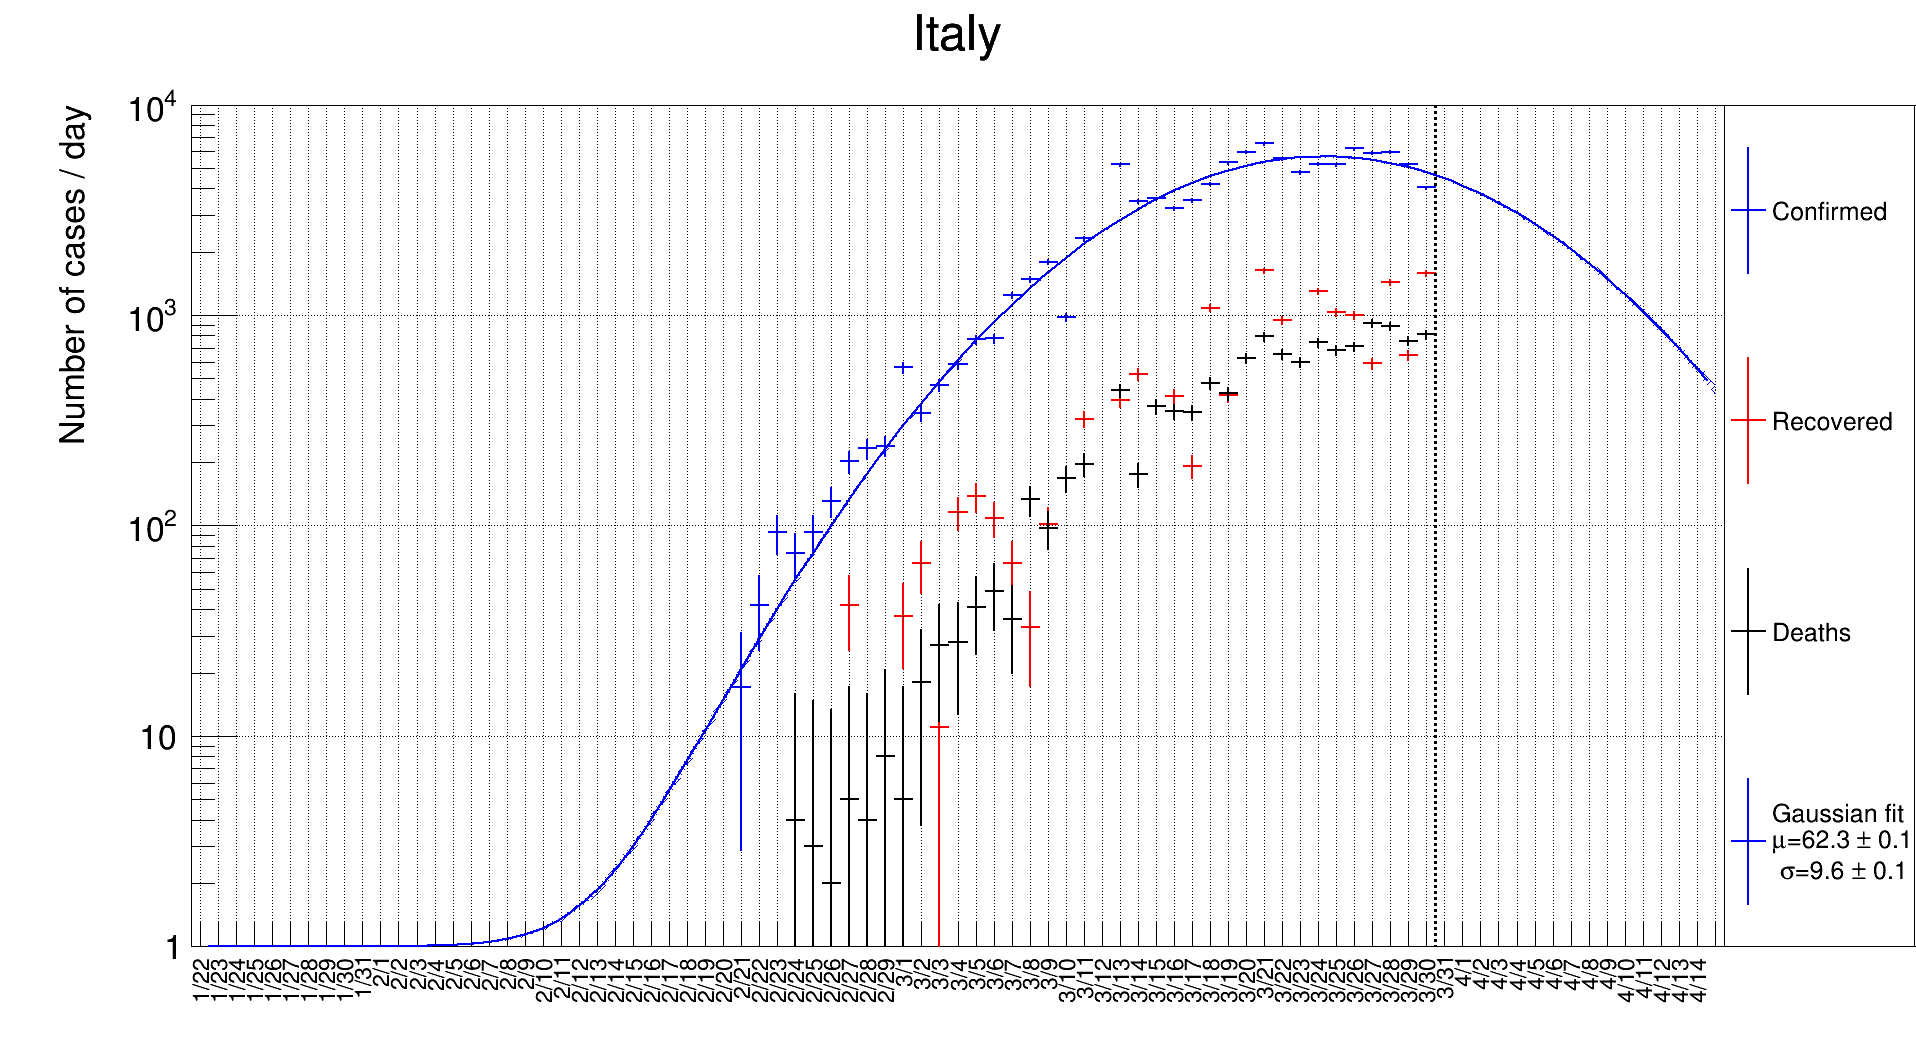 Italy
Number of cases / day
10⁴
10³
10²
10
1
1/22 1/23 1/24 1/25 1/26 1/27 1/28 1/29 1/30 1/31 2/1 2/2 2/3 2/4 2/5 2/6 2/7 2/8 2/9 2/10 2/11 2/12 2/13 2/14 2/15 2/16 2/17 2/18 2/19 2/20 2/21 2/22 2/23 2/24 2/25 2/26 2/27 2/28 2/29 3/1 3/2 3/3 3/4 3/5 3/6 3/7 3/8 3/9 3/10 3/11 3/12 3/13 3/14 3/15 3/16 3/17 3/18 3/19 3/20 3/21 3/22 3/23 3/24 3/25 3/26 3/27 3/28 3/29 3/30 3/31 4/1 4/2 4/3 4/4 4/5 4/6 4/7 4/8 4/9 4/10 4/11 4/12 4/13 4/14
Confirmed
Recovered
Deaths
Gaussian fit
μ=62.3 ± 0.1
σ=9.6 ± 0.1